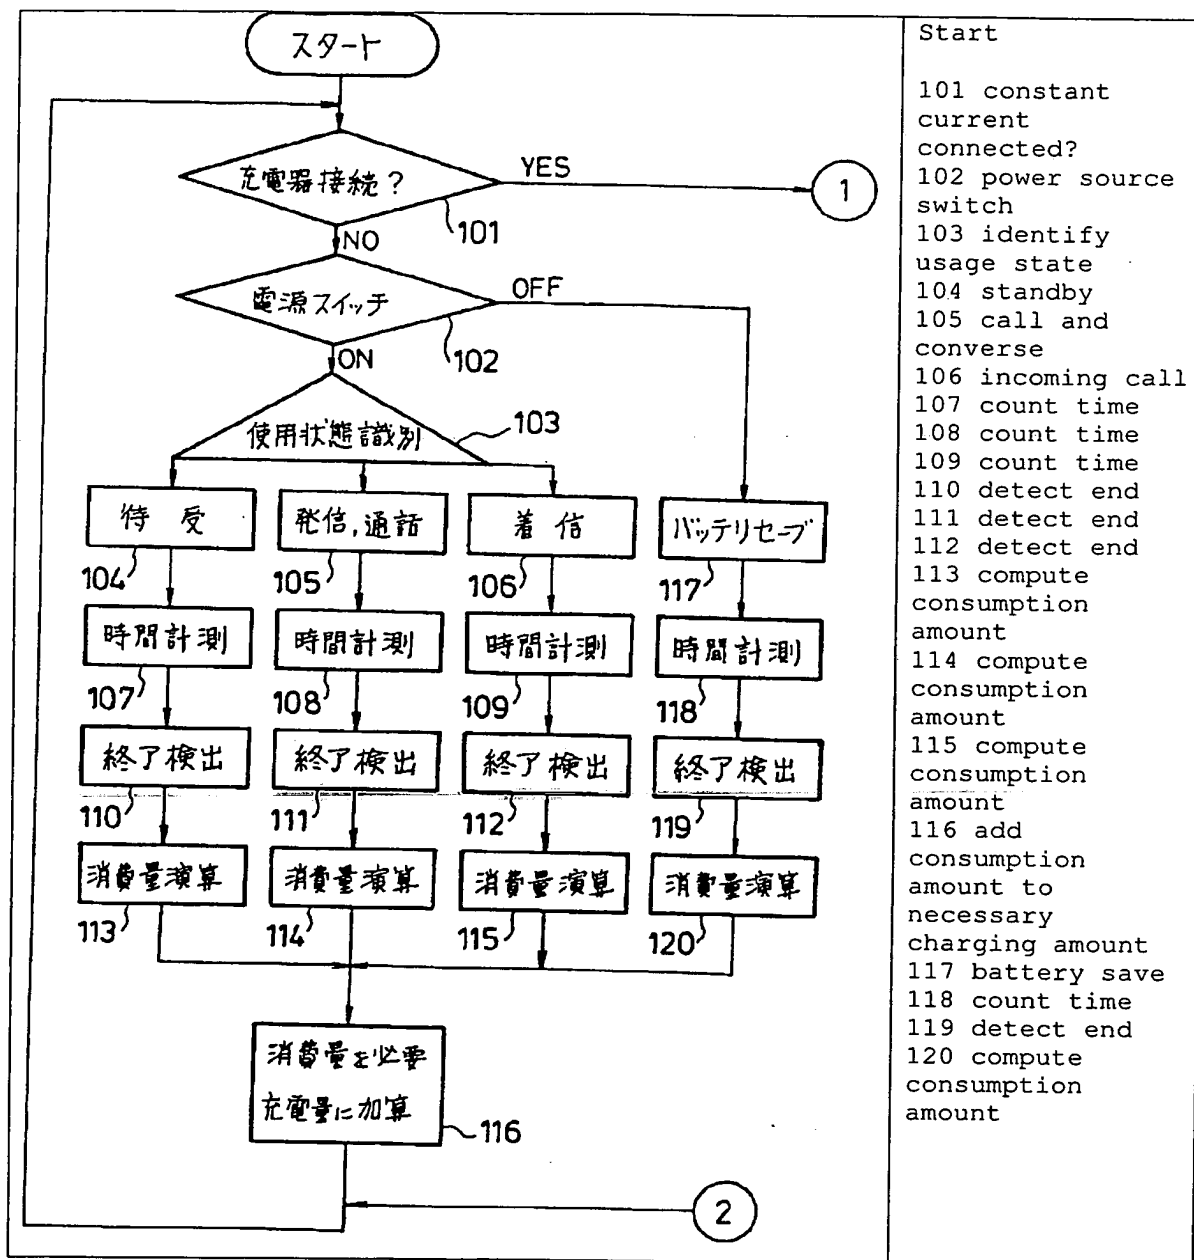 スタート
充電器接続?
YES
1
101
NO
電源スイッチ
OFF
102
ON
使用状態識別
103
待受
発信,通話
着信
バッテリセーブ
104
105
106
117
時間計測
時間計測
時間計測
時間計測
107
108
109
118
終了検出
終了検出
終了検出
終了検出
110
111
112
119
消費量演算
消費量演算
消費量演算
消費量演算
113
114
115
120
消費量を必要
充電量に加算
116
2
Start
101 constant
current
connected?
102 power source
switch
103 identify
usage state
104 standby
105 call and
converse
106 incoming call
107 count time
108 count time
109 count time
110 detect end
111 detect end
112 detect end
113 compute
consumption
amount
114 compute
consumption
amount
115 compute
consumption
amount
116 add
consumption
amount to
necessary
charging amount
117 battery save
118 count time
119 detect end
120 compute
consumption
amount